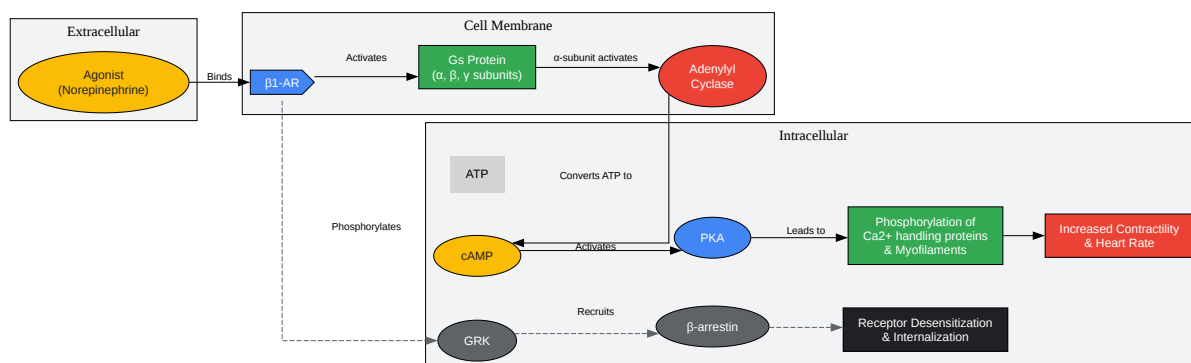 Extracellular
Agonist
(Norepinephrine)
Binds
Cell Membrane
β1-AR
Activates
Gs Protein
(α, β, γ subunits)
α-subunit activates
Adenylyl
Cyclase
Intracellular
ATP
Converts ATP to
Phosphorylates
cAMP
Activates
PKA
Leads to
Phosphorylation of
Ca2+ handling proteins
& Myofilaments
Increased Contractility
& Heart Rate
GRK
Recruits
β-arrestin
Receptor Desensitization
& Internalization